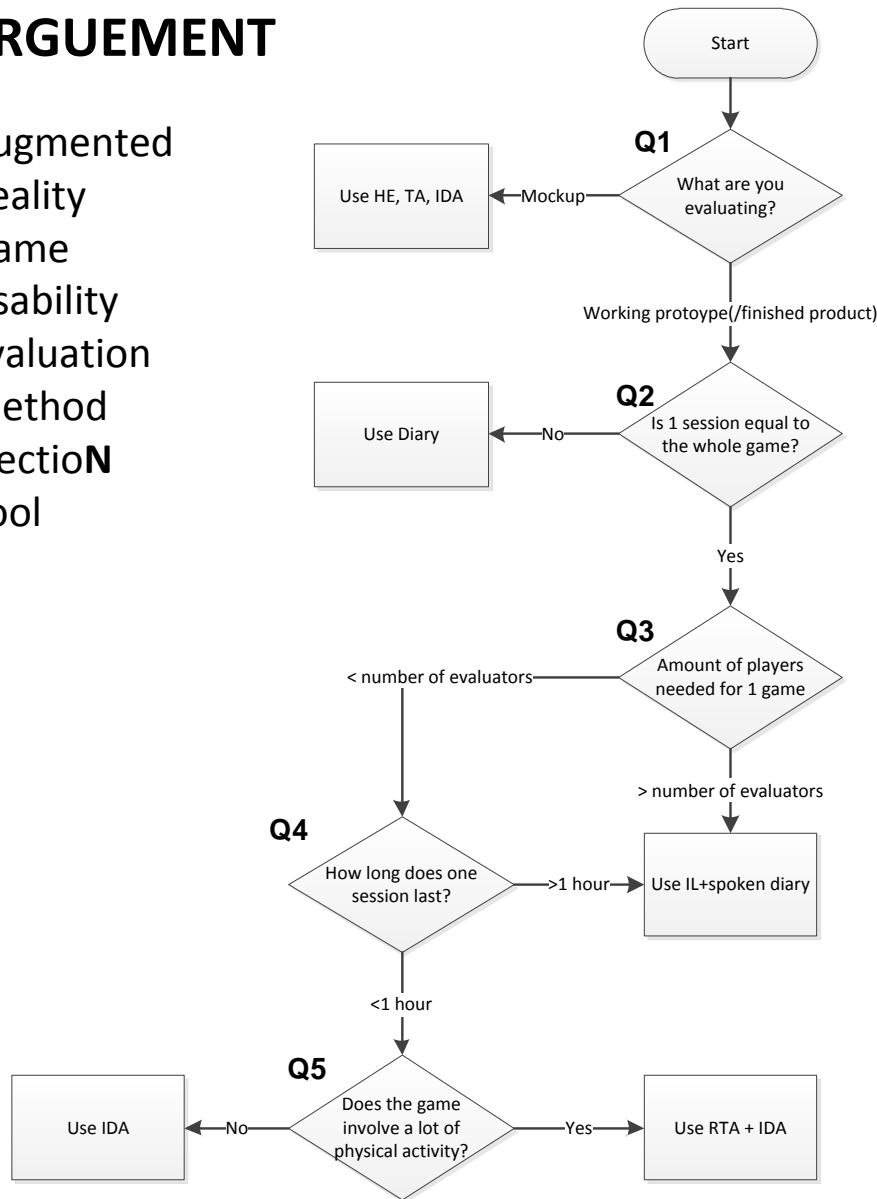 RGUEMENT
ugmented
eality
ame
sability
valuation
ethod
ectioN
ool
Start
Q1
What are you
evaluating?
Mockup
Use HE, TA, IDA
Working protoype(/finished product)
Q2
Is 1 session equal to
the whole game?
No
Use Diary
Yes
Q3
Amount of players
needed for 1 game
< number of evaluators
> number of evaluators
Q4
How long does one
session last?
>1 hour
Use IL+spoken diary
<1 hour
Q5
Does the game
involve a lot of
physical activity?
No
Use IDA
Yes
Use RTA + IDA